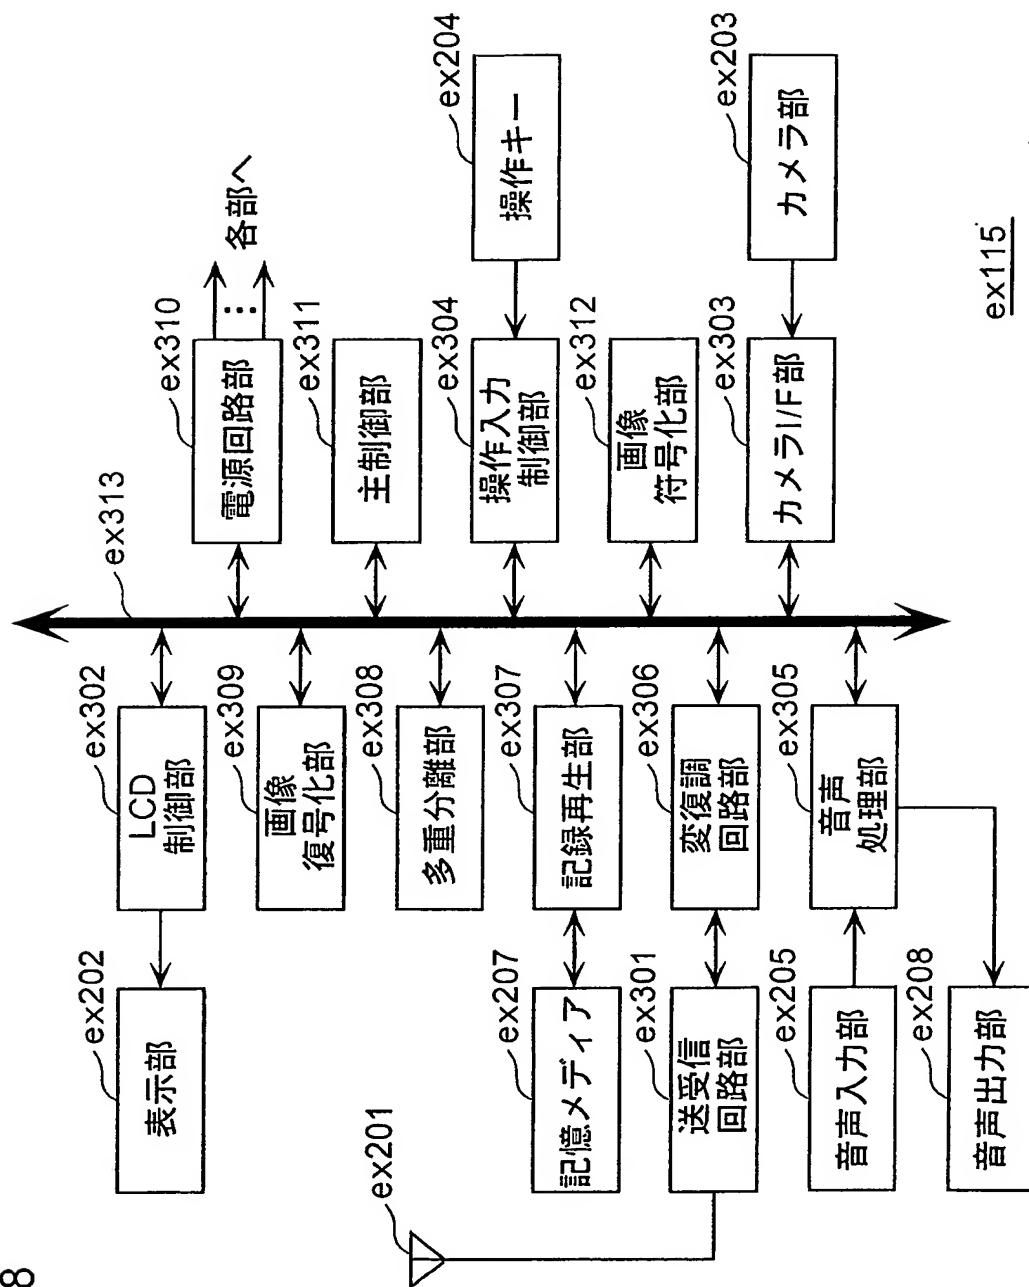 8
ex201
ex202
表示部
ex302
LCD
制御部
ex309
画像
復号化部
ex308
多重分離部
ex207
記憶メディア
ex307
記録再生部
ex301
送受信
回路部
ex306
変復調
回路部
ex205
音声入力部
ex305
音声
処理部
ex208
音声出力部
ex313
ex310
電源回路部
各部へ
ex311
主制御部
ex304
操作入力
制御部
ex204
操作キー
ex312
画像
符号化部
ex303
カメラI/F部
ex203
カメラ部
ex115